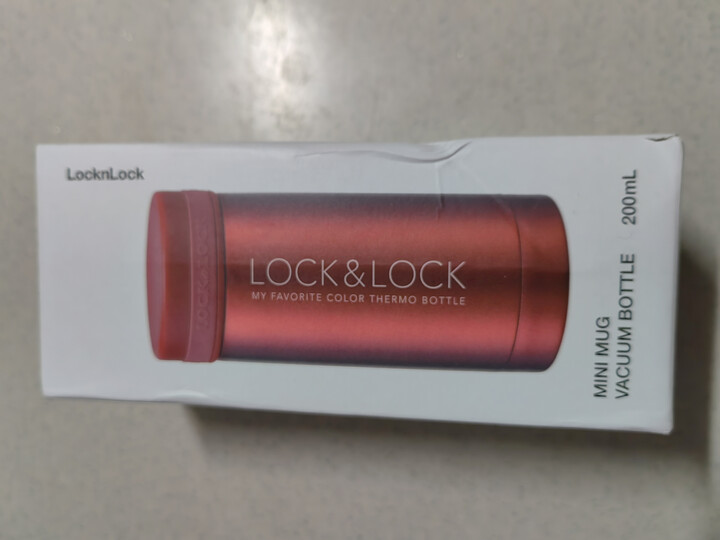 LocknLock
LOCK&LOCK
MY FAVORITE COLOR THERMO BOTTLE
MINI MUG
VACUUM BOTTLE 200mL